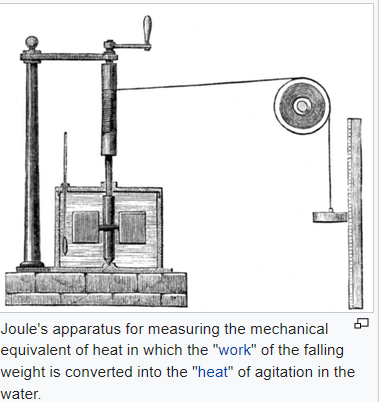 Joule's apparatus for measuring the mechanical
equivalent of heat in which the "work" of the falling
weight is converted into the "heat" of agitation in the
water.